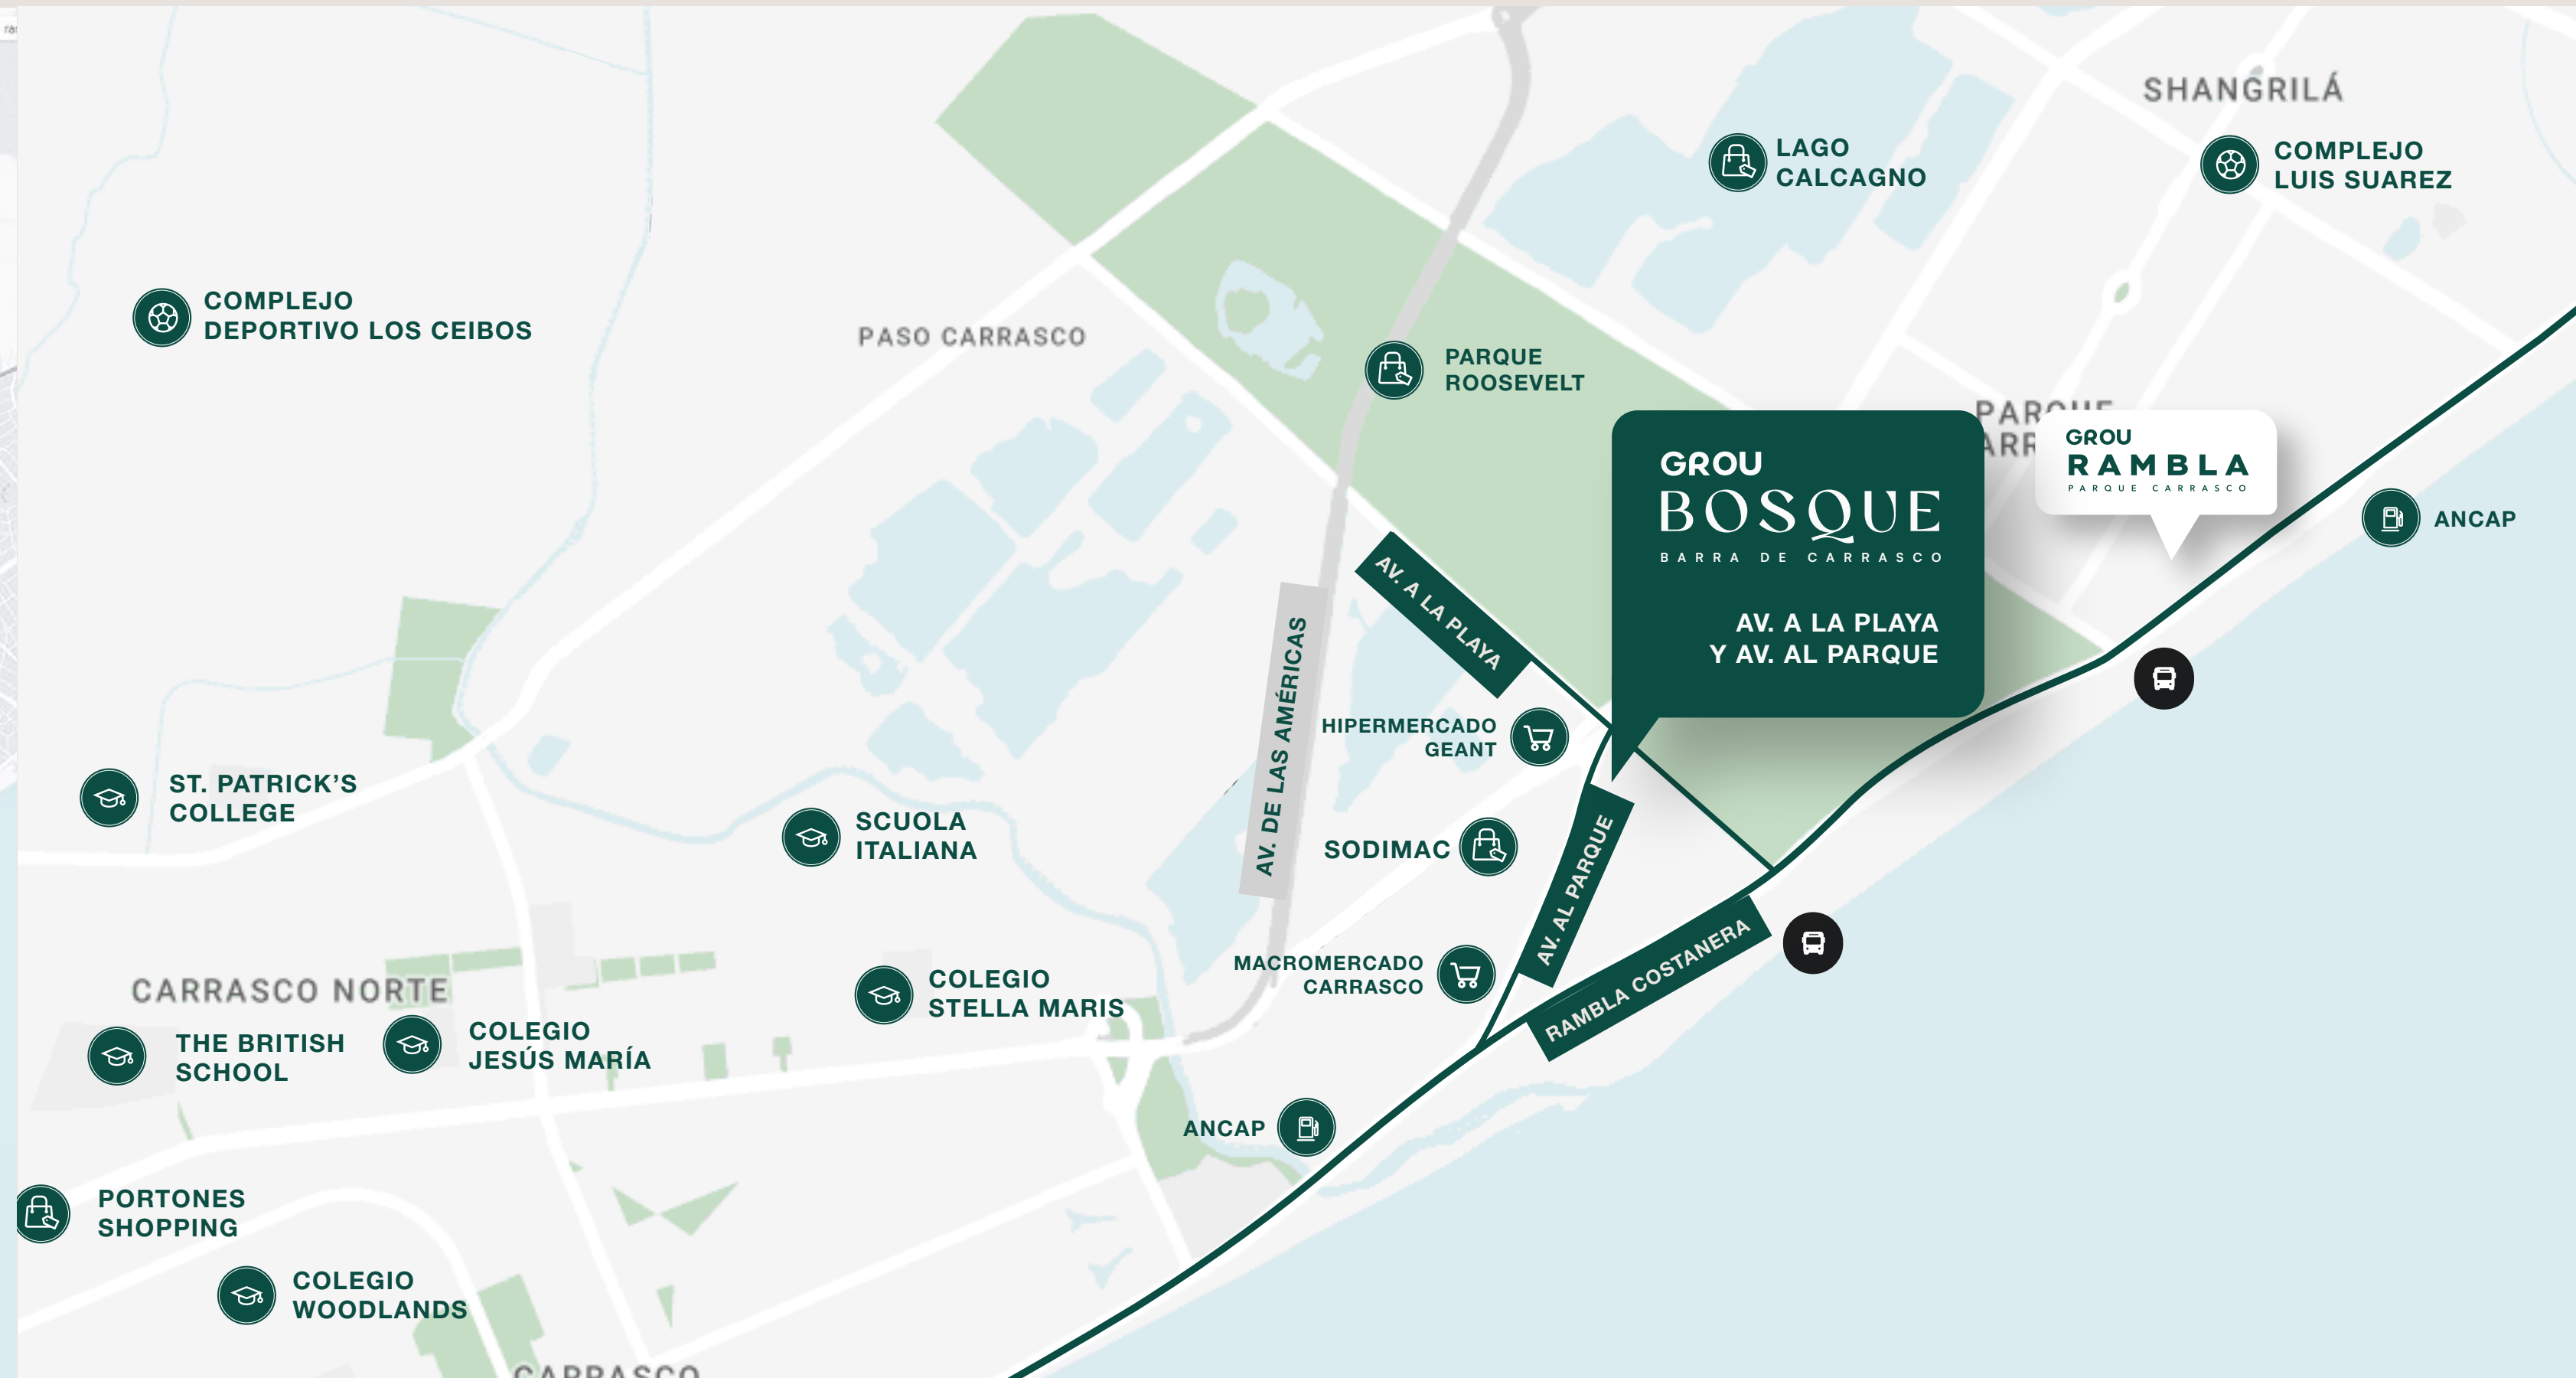 SHANGRILÁ
LAGO
CALCAGNO
COMPLEJO
LUIS SUAREZ
COMPLEJO
DEPORTIVO LOS CEIBOS
PASO CARRASCO
PARQUE
ROOSEVELT
PARQUE
GROU
BOSQUE
BARRA DE CARRASCO
AV. A LA PLAYA
Y AV. AL PARQUE
GROU
RAMBLA
PARQUE CARRASCO
ANCAP
AV. A LA PLAYA
AV. DE LAS AMÉRICAS
HIPERMERCADO
GEANT
ST. PATRICK’S
COLLEGE
SCUOLA
ITALIANA
SODIMAC
AV. AL PARQUE
RAMBLA COSTANERA
MACROMERCADO
CARRASCO
CARRASCO NORTE
COLEGIO
STELLA MARIS
THE BRITISH
SCHOOL
COLEGIO
JESÚS MARÍA
ANCAP
PORTONES
SHOPPING
COLEGIO
WOODLANDS
CARRASCO